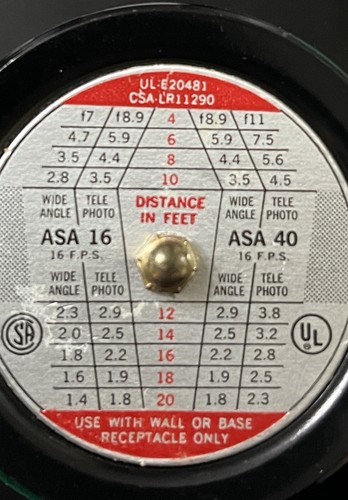 UL-E20481
CSA-LR11290
f7 f8.9 4 f8.9 f11
4.7 5.9 6 5.9 7.5
3.5 4.4 8 4.4 5.6
2.8 3.5 10 3.5 4.5
WIDE ANGLE TELE PHOTO DISTANCE IN FEET WIDE ANGLE TELE PHOTO
ASA 16 ASA 40
16 F.P.S. 16 F.P.S.
WIDE ANGLE TELE PHOTO WIDE ANGLE TELE PHOTO
2.3 2.9 12 2.9 3.8
SA 2.0 2.5 14 2.5 3.2 UL
1.8 2.2 16 2.2 2.8
1.6 1.9 18 1.9 2.5
1.4 1.8 20 1.8 2.3
USE WITH WALL OR BASE
RECEPTACLE ONLY